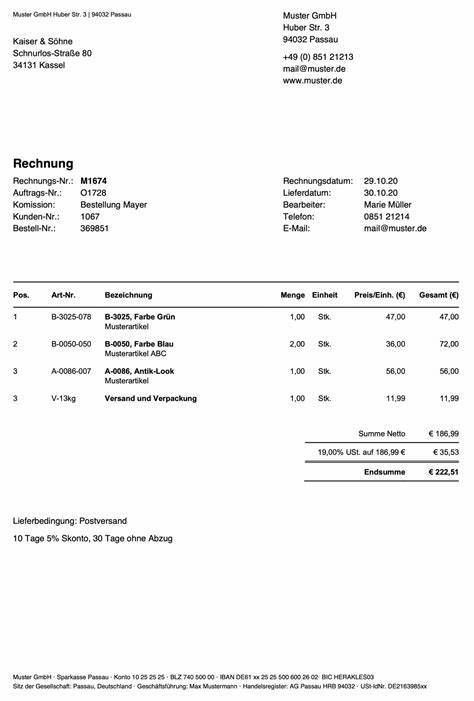 Muster GmbH Huber Str. 3 | 94032 Passau
Muster GmbH
Huber Str. 3
94032 Passau
Kaiser & Söhne
Schnurlos-Straße 80
34131 Kassel
+49 (0) 851 21213
mail@muster.de
www.muster.de
Rechnung
Rechnungs-Nr.: M1674 Rechnungsdatum: 29.10.20
Auftrags-Nr.: O1728 Lieferdatum: 30.10.20
Komission: Bestellung Mayer Bearbeiter: Marie Müller
Kunden-Nr.: 1067 Telefon: 0851 21214
Bestell-Nr.: 369851 E-Mail: mail@muster.de
Pos. Art-Nr. Bezeichnung Menge Einheit Preis/Einh. (€) Gesamt (€)
1 B-3025-078 B-3025, Farbe Grün 1,00 Stk. 47,00 47,00
Musterartikel
2 B-0050-050 B-0050, Farbe Blau 2,00 Stk. 36,00 72,00
Musterartikel ABC
3 A-0086-007 A-0086, Antik-Look 1,00 Stk. 56,00 56,00
Musterartikel
3 V-13kg Versand und Verpackung 1,00 Stk. 11,99 11,99
Summe Netto € 186,99
19,00% USt. auf 186,99 € € 35,53
Endsumme € 222,51
Lieferbedingung: Postversand
10 Tage 5% Skonto, 30 Tage ohne Abzug
Muster GmbH · Sparkasse Passau · Konto 10 25 25 25 · BLZ 740 500 00 · IBAN DE61 xx 25 25 500 600 26 02· BIC HERAKLES03
Sitz der Gesellschaft: Passau, Deutschland · Geschäftsführung: Max Mustermann · Handelsregister: AG Passau HRB 94032 · USt-IdNr. DE2163985xx